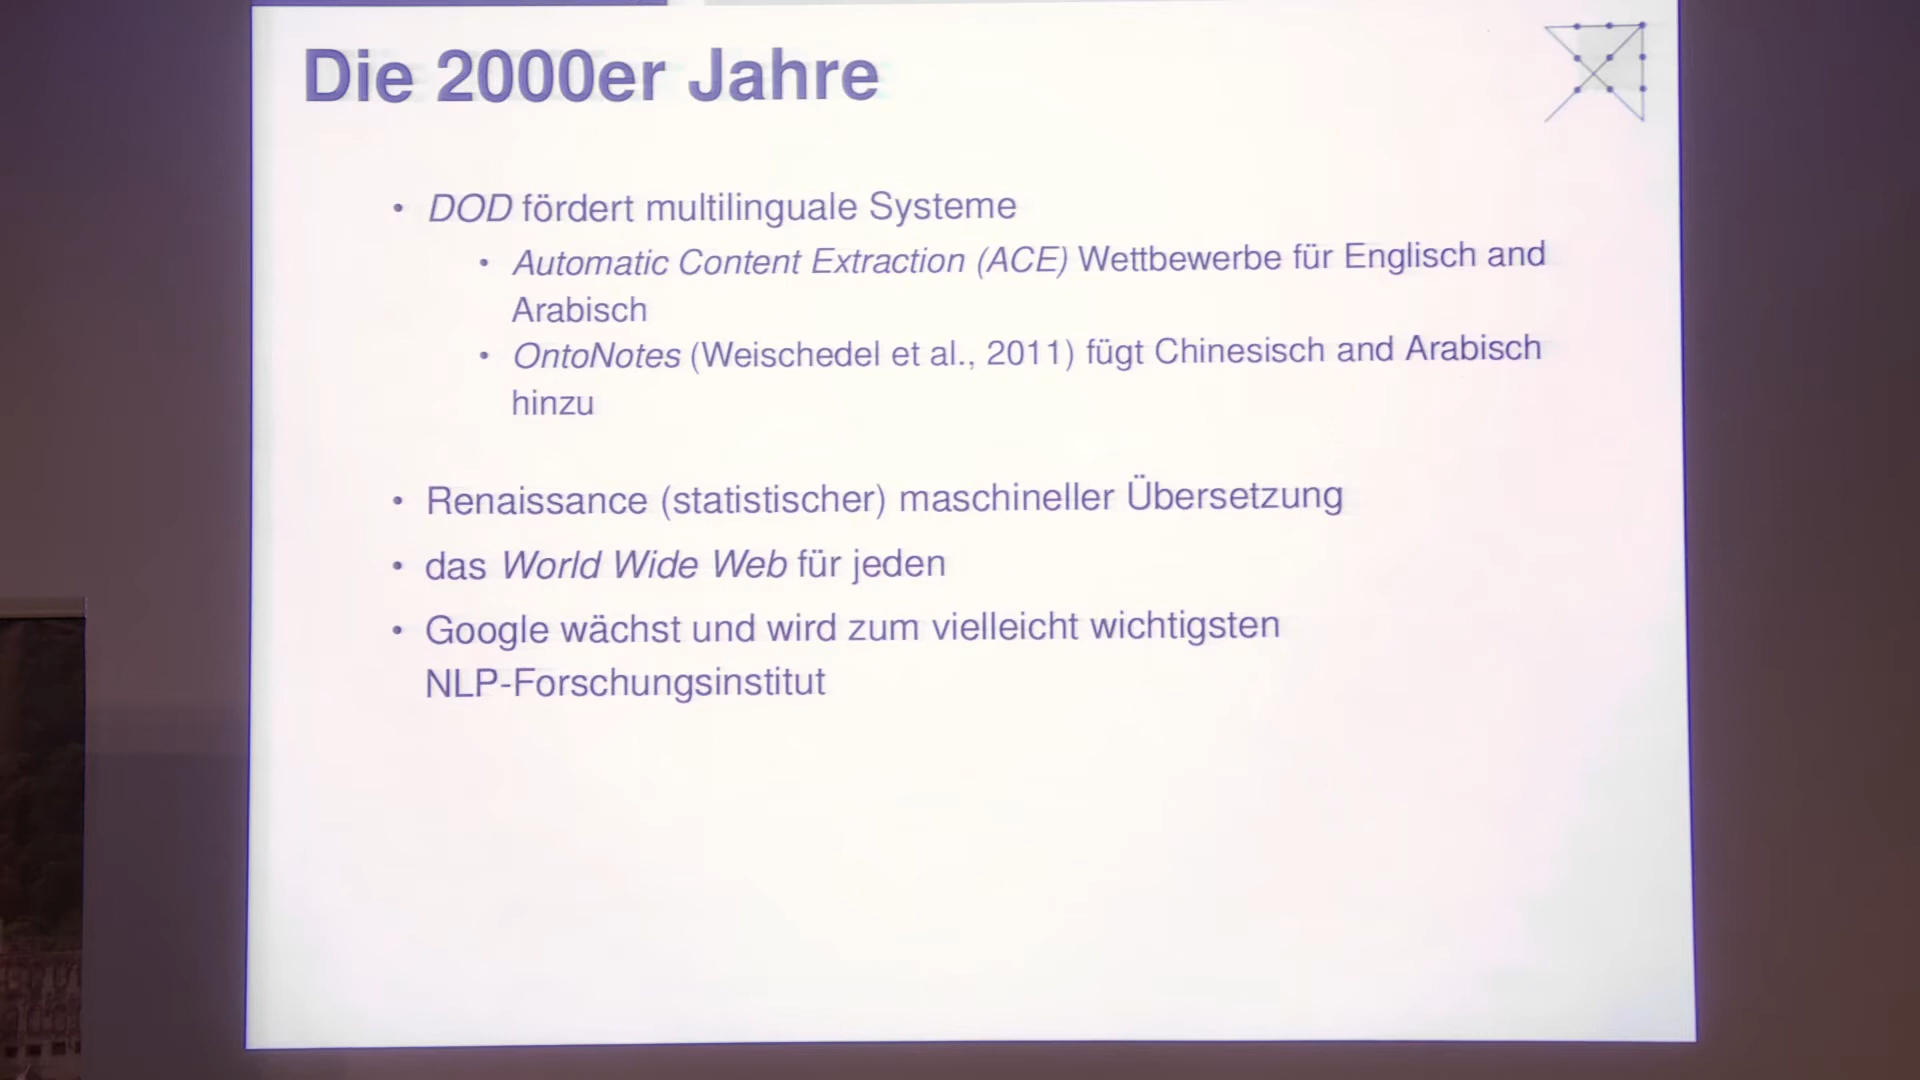 Die 2000er Jahre
• DOD fördert multilinguale Systeme
• Automatic Content Extraction (ACE) Wettbewerbe für Englisch and
Arabisch
• OntoNotes (Weischedel et al., 2011) fügt Chinesisch and Arabisch
hinzu
• Renaissance (statistischer) maschineller Übersetzung
• das World Wide Web für jeden
• Google wächst und wird zum vielleicht wichtigsten
NLP-Forschungsinstitut